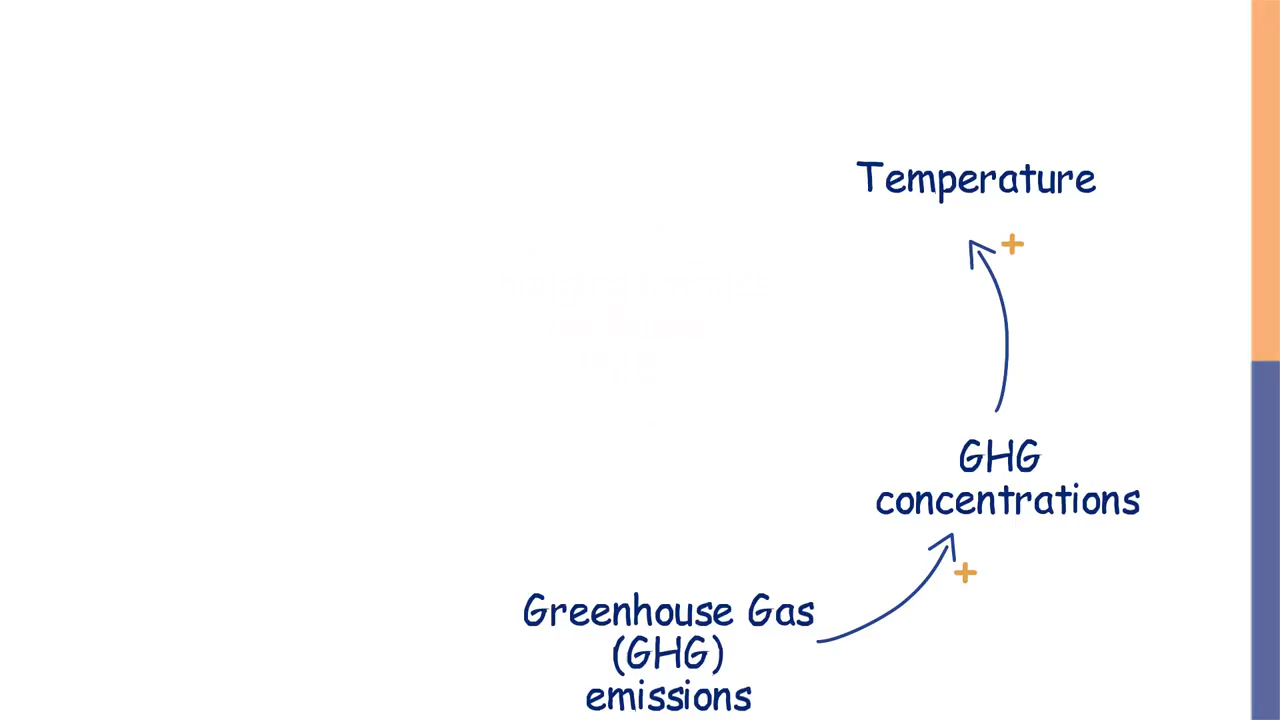 Temperature
+
GHG
concentrations
+
Greenhouse Gas
(GHG)
emissions